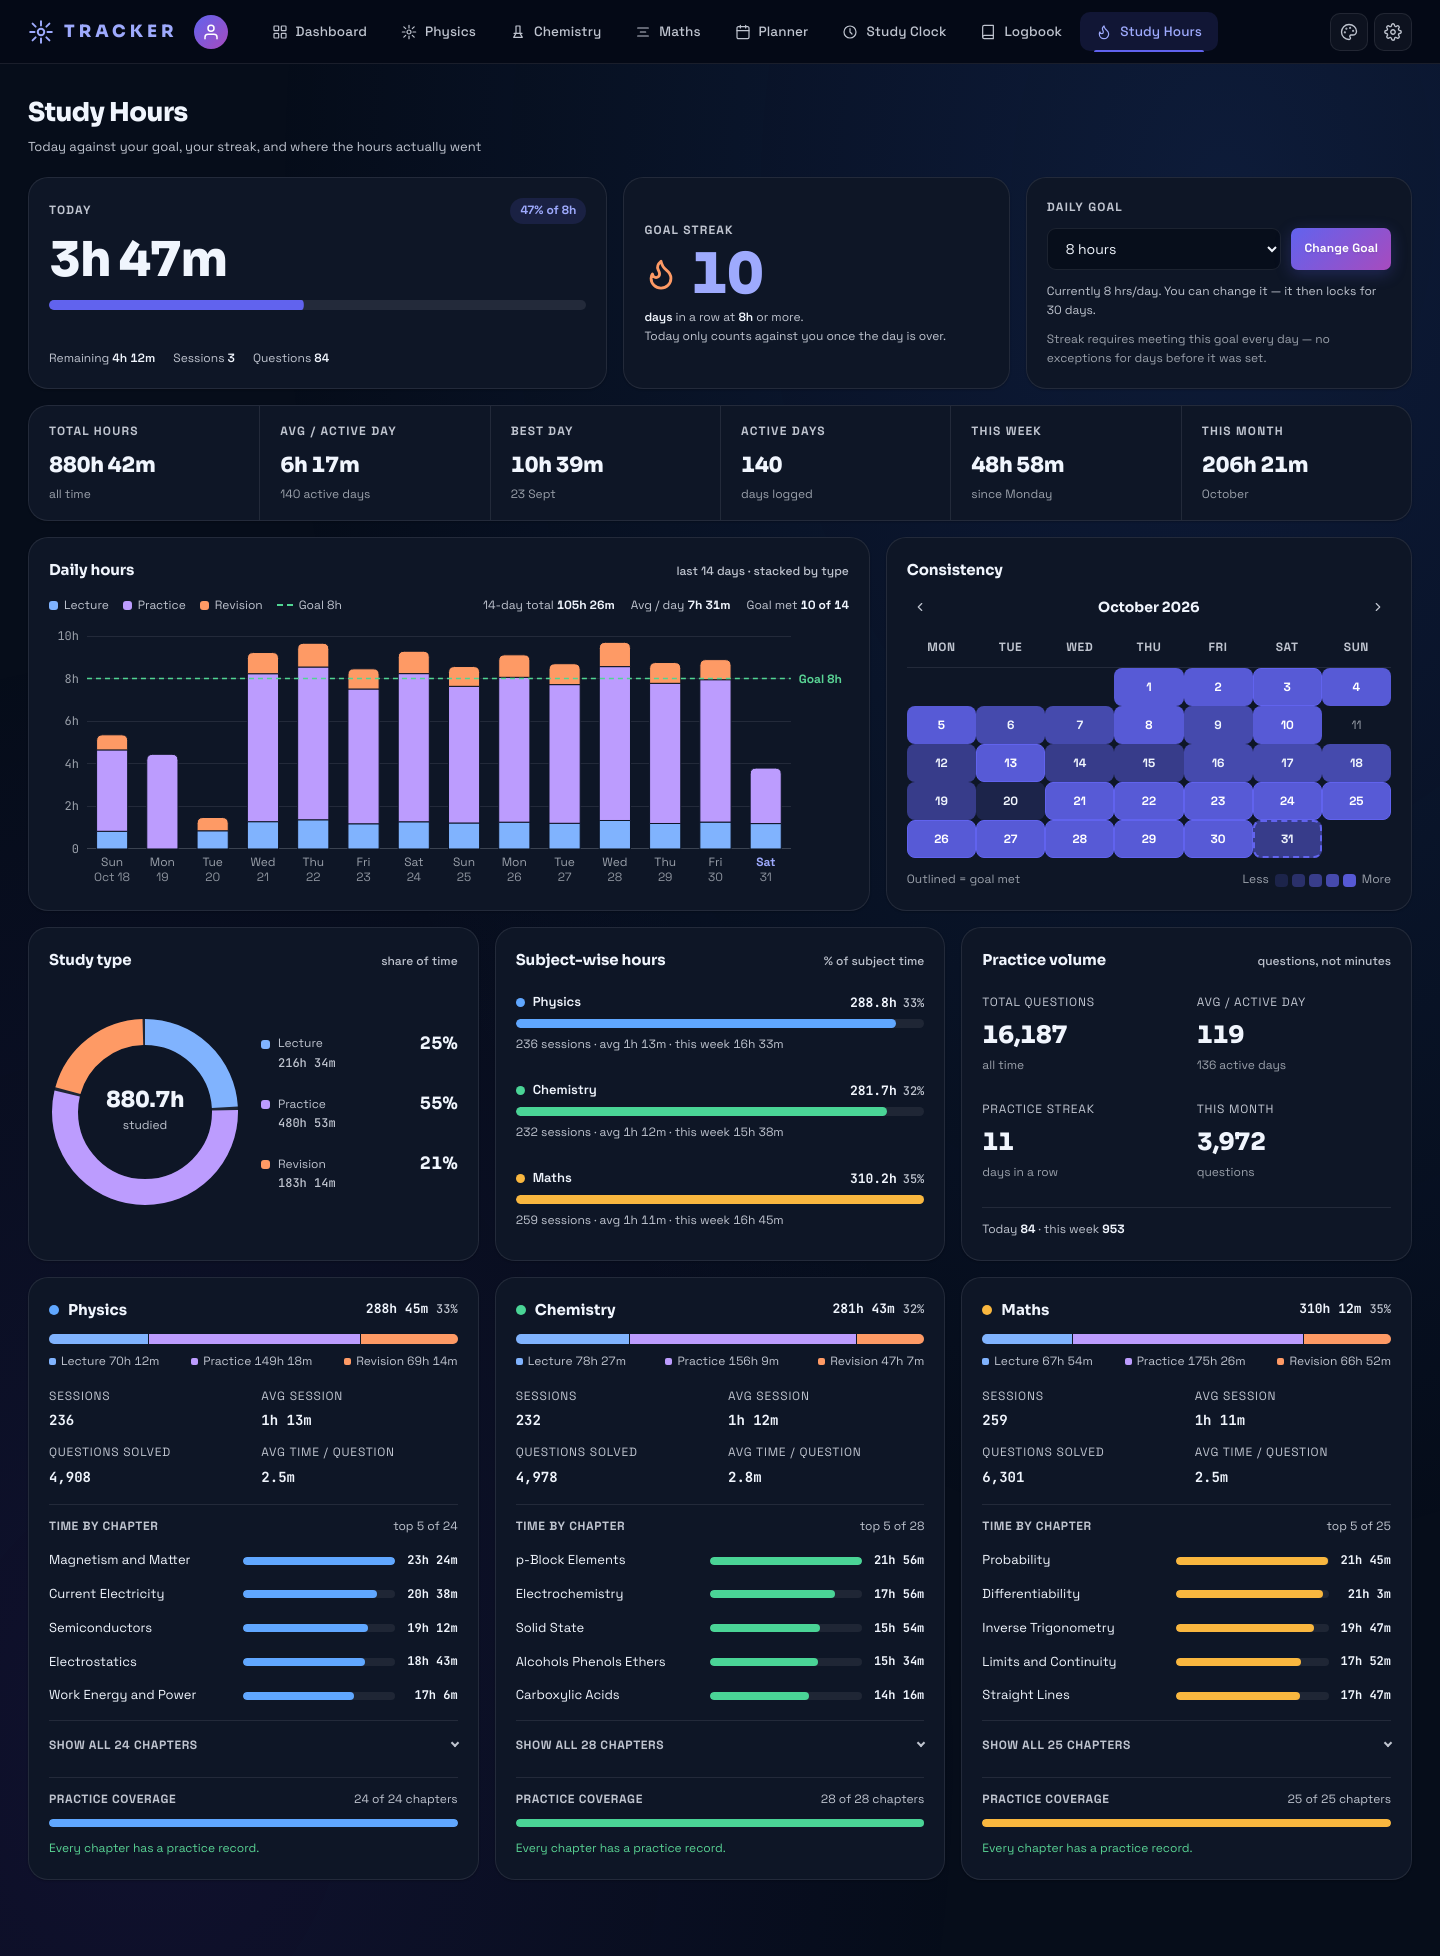 TRACKER Dashboard Physics Chemistry Maths Planner Study Clock Logbook Study Hours
Study Hours
Today against your goal, your streak, and where the hours actually went
TODAY
47% of 8h
3h 47m
Remaining 4h 12m Sessions 3 Questions 84
GOAL STREAK
10
days in a row at 8h or more.
Today only counts against you once the day is over.
DAILY GOAL
8 hours
Change Goal
Currently 8 hrs/day. You can change it — it then locks for
30 days.
Streak requires meeting this goal every day — no
exceptions for days before it was set.
TOTAL HOURS
880h 42m
all time
AVG / ACTIVE DAY
6h 17m
140 active days
BEST DAY
10h 39m
23 Sept
ACTIVE DAYS
140
days logged
THIS WEEK
48h 58m
since Monday
THIS MONTH
206h 21m
October
Daily hours
last 14 days · stacked by type
Lecture Practice Revision Goal 8h
14-day total 105h 26m Avg / day 7h 31m Goal met 10 of 14
10h
8h
Goal 8h
6h
4h
2h
0
Sun Mon Tue Wed Thu Fri Sat Sun Mon Tue Wed Thu Fri Sat
Oct 18 19 20 21 22 23 24 25 26 27 28 29 30 31
Consistency
October 2026
MON TUE WED THU FRI SAT SUN
1 2 3 4
5 6 7 8 9 10 11
12 13 14 15 16 17 18
19 20 21 22 23 24 25
26 27 28 29 30 31
Outlined = goal met
Less More
Study type
share of time
880.7h
studied
Lecture 25%
216h 34m
Practice 55%
480h 53m
Revision 21%
183h 14m
Subject-wise hours
% of subject time
Physics 288.8h 33%
236 sessions · avg 1h 13m · this week 16h 33m
Chemistry 281.7h 32%
232 sessions · avg 1h 12m · this week 15h 38m
Maths 310.2h 35%
259 sessions · avg 1h 11m · this week 16h 45m
Practice volume
questions, not minutes
TOTAL QUESTIONS
16,187
all time
AVG / ACTIVE DAY
119
136 active days
PRACTICE STREAK
11
days in a row
THIS MONTH
3,972
questions
Today 84 · this week 953
Physics 288h 45m 33%
Lecture 70h 12m Practice 149h 18m Revision 69h 14m
SESSIONS AVG SESSION
236 1h 13m
QUESTIONS SOLVED AVG TIME / QUESTION
4,908 2.5m
TIME BY CHAPTER top 5 of 24
Magnetism and Matter 23h 24m
Current Electricity 20h 38m
Semiconductors 19h 12m
Electrostatics 18h 43m
Work Energy and Power 17h 6m
SHOW ALL 24 CHAPTERS
PRACTICE COVERAGE 24 of 24 chapters
Every chapter has a practice record.
Chemistry 281h 43m 32%
Lecture 78h 27m Practice 156h 9m Revision 47h 7m
SESSIONS AVG SESSION
232 1h 12m
QUESTIONS SOLVED AVG TIME / QUESTION
4,978 2.8m
TIME BY CHAPTER top 5 of 28
p-Block Elements 21h 56m
Electrochemistry 17h 56m
Solid State 15h 54m
Alcohols Phenols Ethers 15h 34m
Carboxylic Acids 14h 16m
SHOW ALL 28 CHAPTERS
PRACTICE COVERAGE 28 of 28 chapters
Every chapter has a practice record.
Maths 310h 12m 35%
Lecture 67h 54m Practice 175h 26m Revision 66h 52m
SESSIONS AVG SESSION
259 1h 11m
QUESTIONS SOLVED AVG TIME / QUESTION
6,301 2.5m
TIME BY CHAPTER top 5 of 25
Probability 21h 45m
Differentiability 21h 3m
Inverse Trigonometry 19h 47m
Limits and Continuity 17h 52m
Straight Lines 17h 47m
SHOW ALL 25 CHAPTERS
PRACTICE COVERAGE 25 of 25 chapters
Every chapter has a practice record.